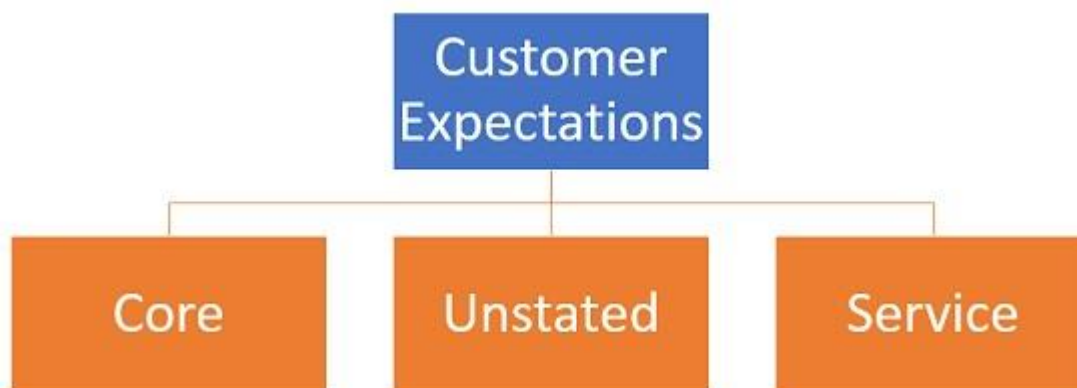 Customer
Expectations
Core
Unstated
Service